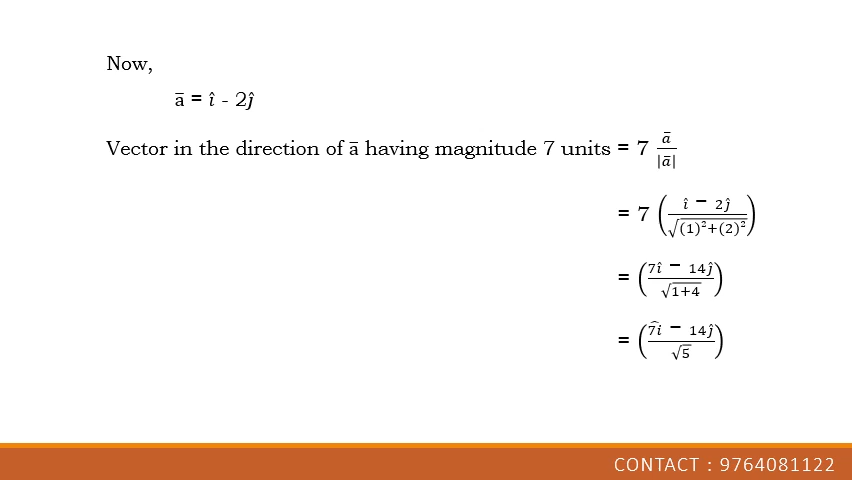 Now,
a̅ = î - 2ĵ
Vector in the direction of a̅ having magnitude 7 units = 7 a̅/|a̅|
= 7 ( (î − 2ĵ)/√((1)²+(2)²) )
= ( (7î − 14ĵ)/√(1+4) )
= ( (7̂i − 14ĵ)/√5 )
CONTACT : 9764081122